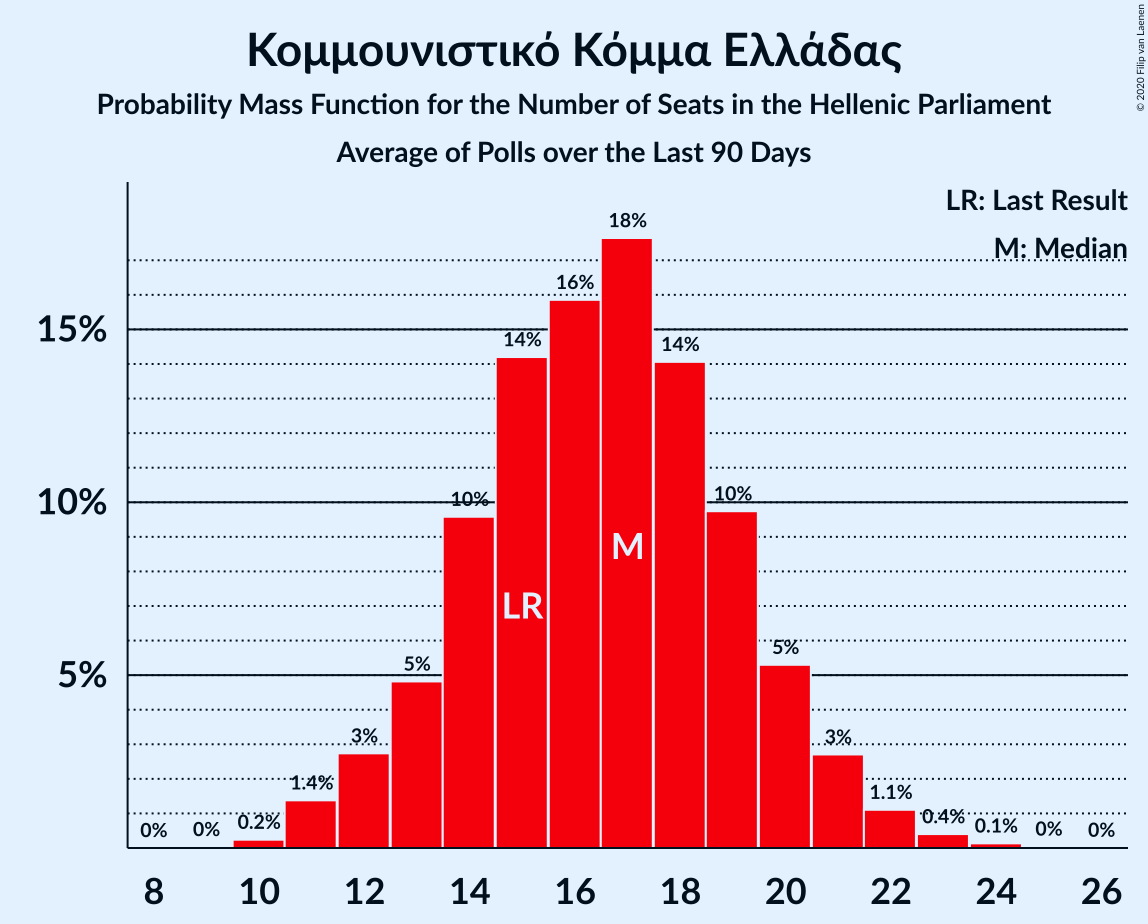 Κομμουνιστικό Κόμμα Ελλάδας
Probability Mass Function for the Number of Seats in the Hellenic Parliament
Average of Polls over the Last 90 Days
© 2020 Filip van Laenen
LR: Last Result
M: Median
15%
10%
5%
0%
0%
0.2%
1.4%
3%
5%
10%
14%
16%
18%
14%
10%
5%
3%
1.1%
0.4%
0.1%
0%
0%
LR
M
8 10 12 14 16 18 20 22 24 26